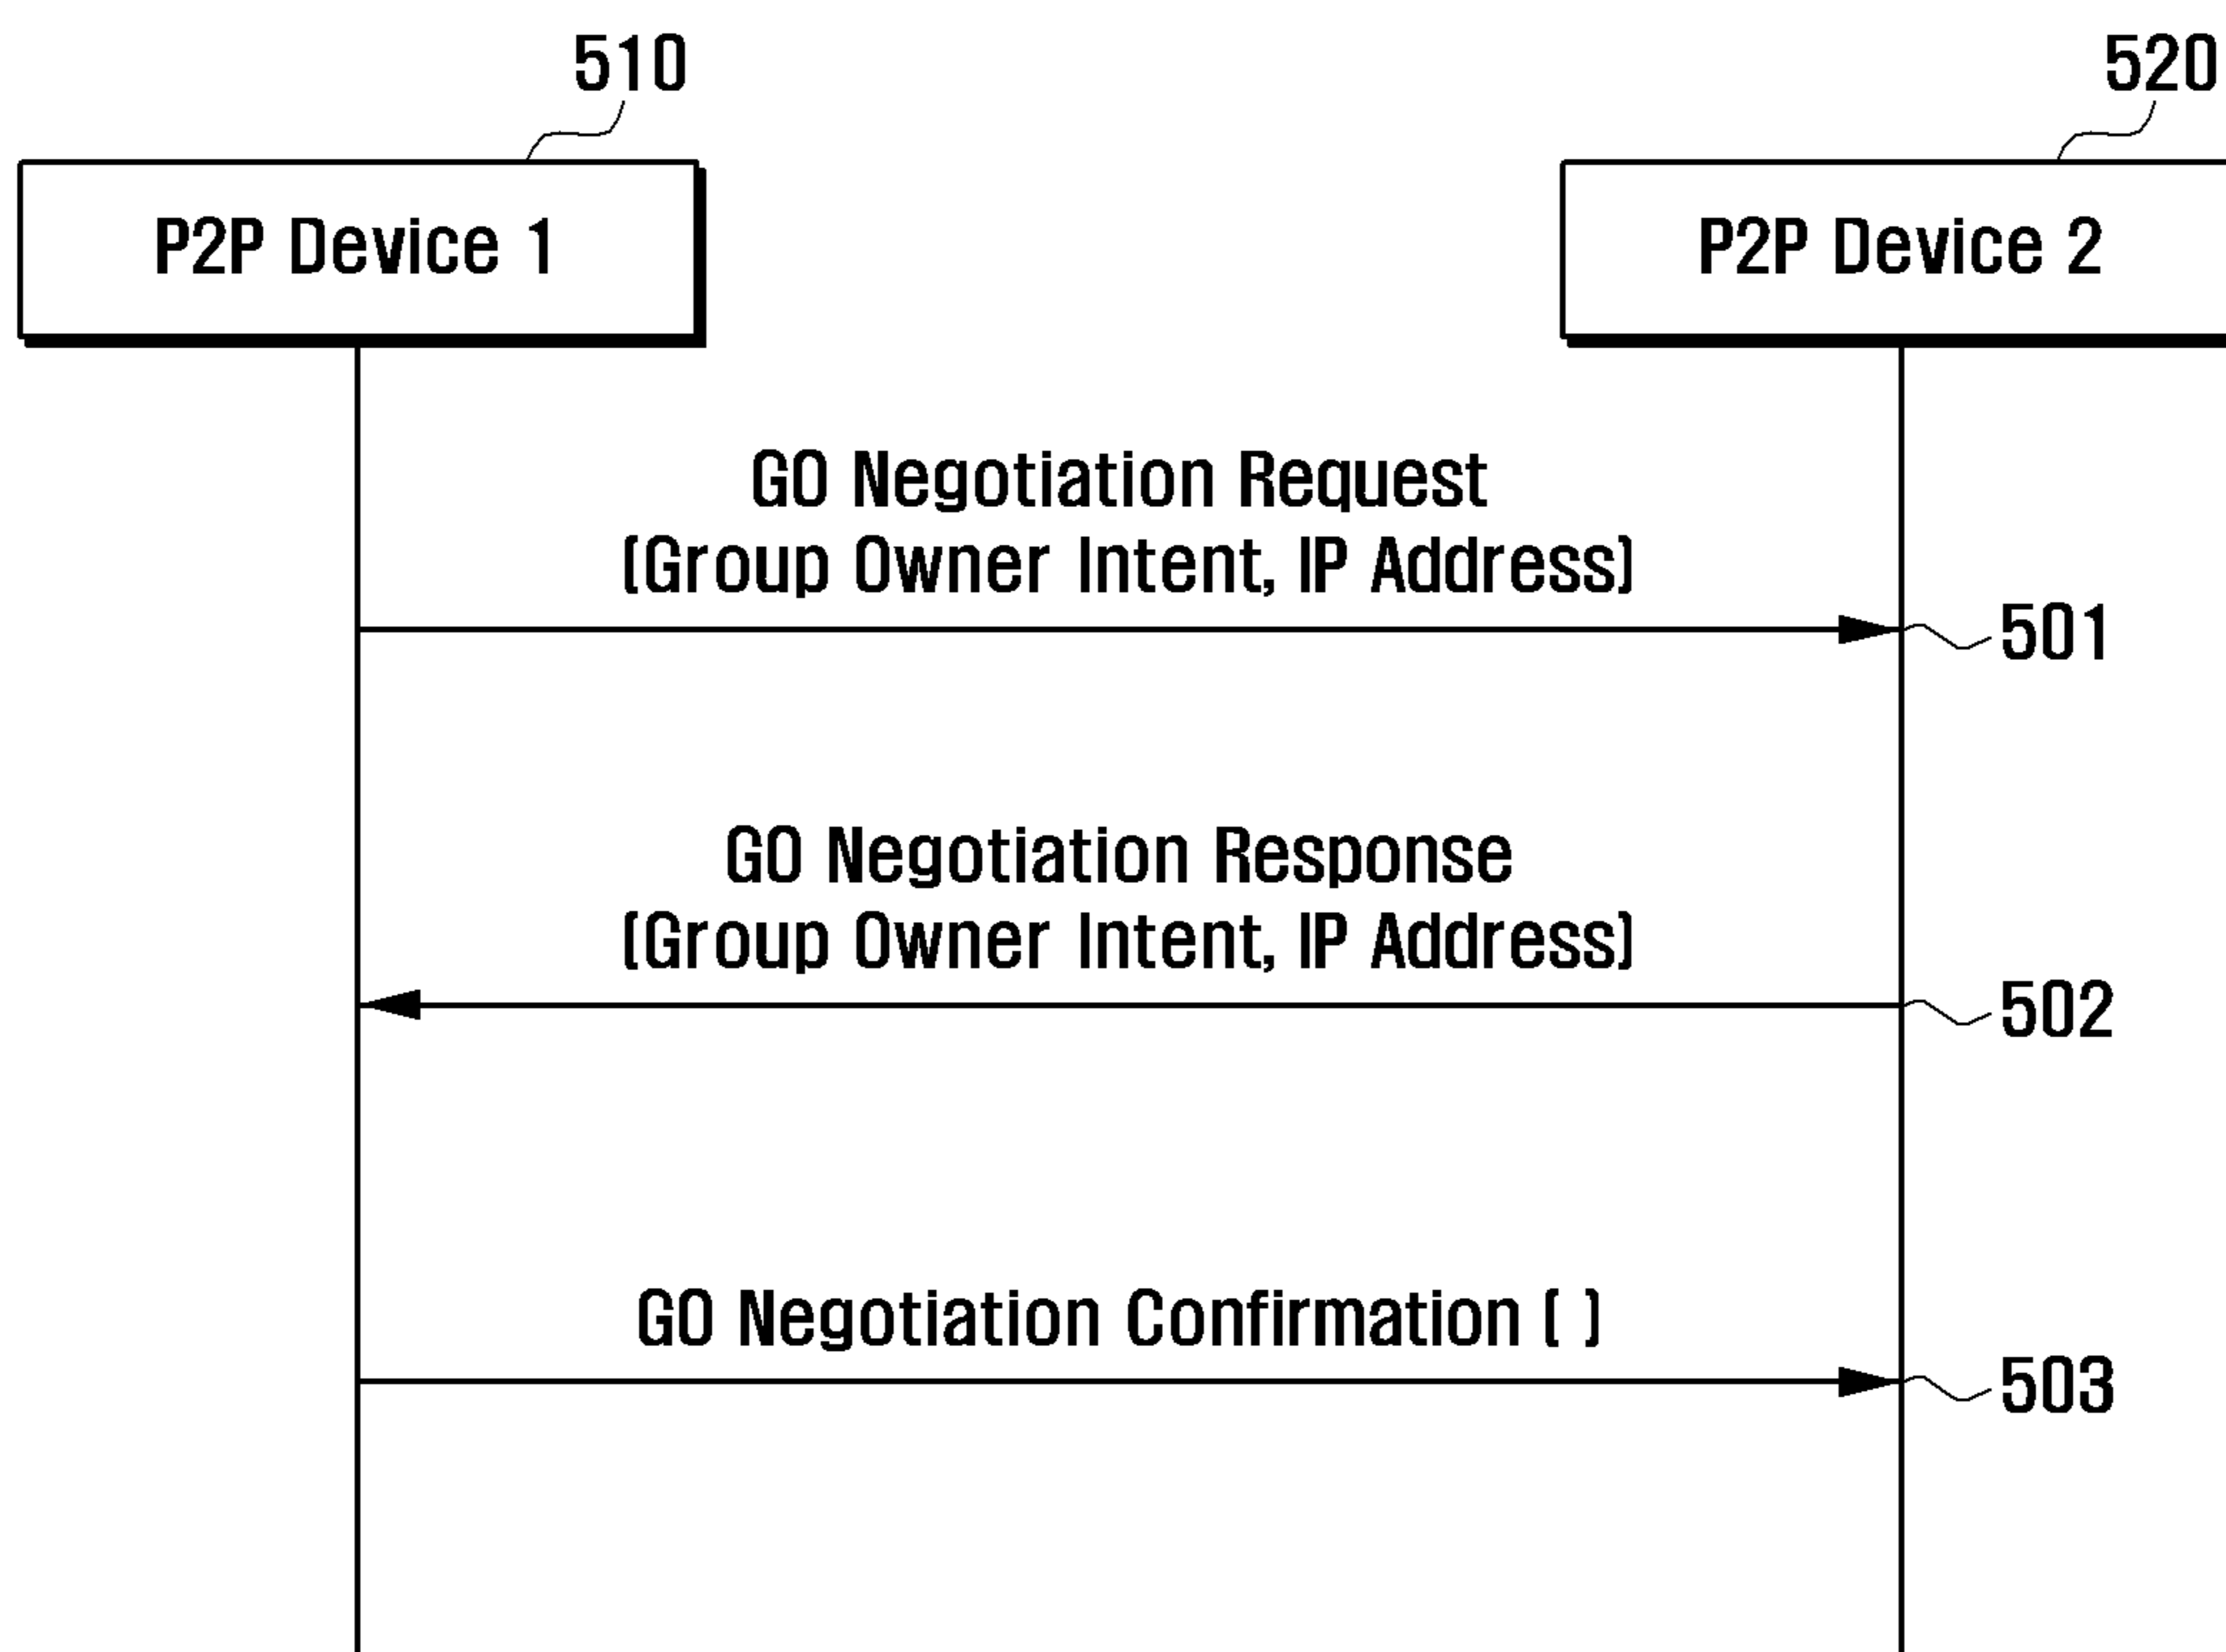 510
520
P2P Device 1
P2P Device 2
GO Negotiation Request
(Group Owner Intent, IP Address)
501
GO Negotiation Response
(Group Owner Intent, IP Address)
502
GO Negotiation Confirmation ( )
503